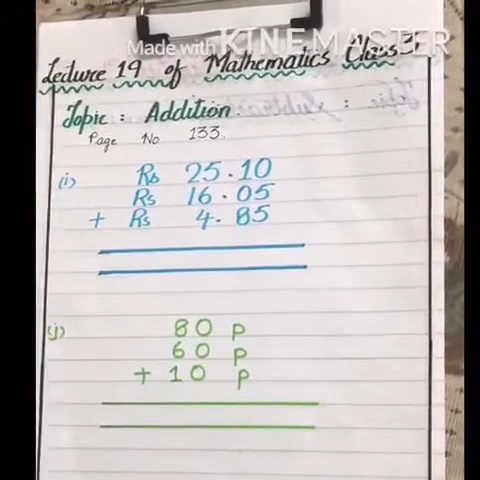 Made with KINEMASTER
Lecture 19 of Mathematics Class 3
Topic : Addition.
Page No 133.
(i) Rs 25.10
Rs 16.05
+ Rs 4.85
(j) 80 p
60 p
+ 10 p